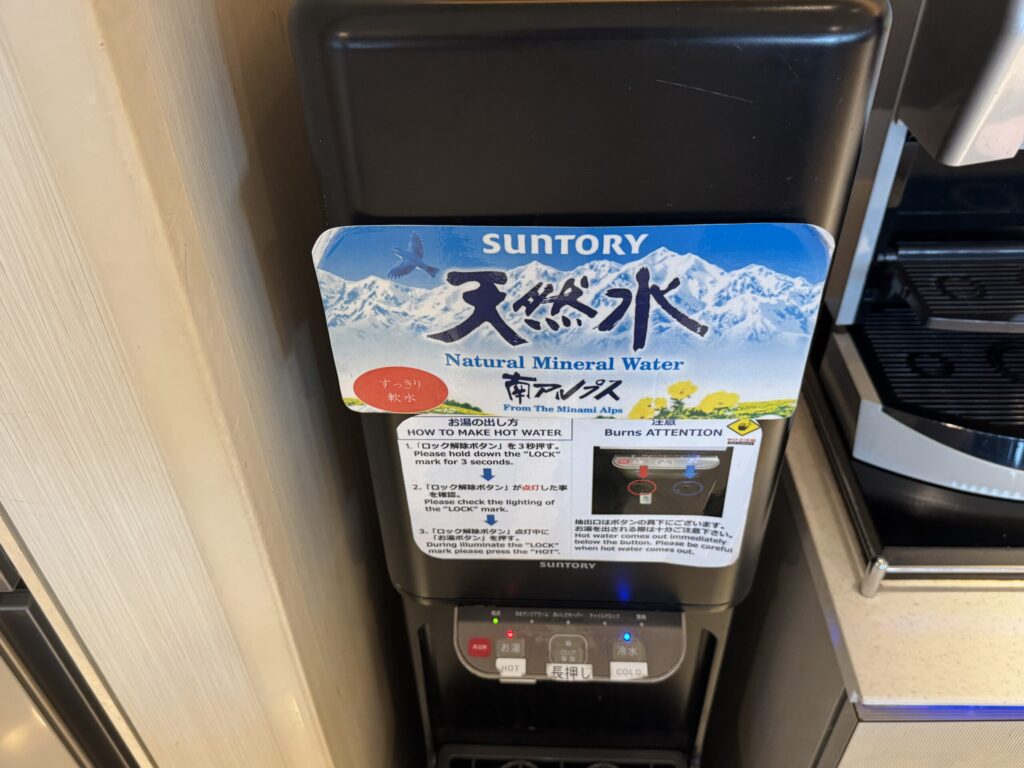 SUNTORY
天然水
Natural Mineral Water
すっきり
軟水
南アルプス
From The Minami Alps
お湯の出し方
HOW TO MAKE HOT WATER
1. 「ロック解除ボタン」を3秒押す。
Please hold down the "LOCK"
mark for 3 seconds.
2. 「ロック解除ボタン」が点灯した事
を確認。
Please check the lighting of
the "LOCK" mark.
3. 「ロック解除ボタン」点灯中に
「お湯ボタン」を押す。
During illuminate the "LOCK"
mark please press the "HOT".
注意
Burns ATTENTION
抽出口はボタンの真下にございます。
お湯を出される際は十分ご注意下さい。
Hot water comes out immediately
below the button. Please be careful
when hot water comes out.
SUNTORY
お湯
HOT
ロック
解除
長押し
冷水
COLD